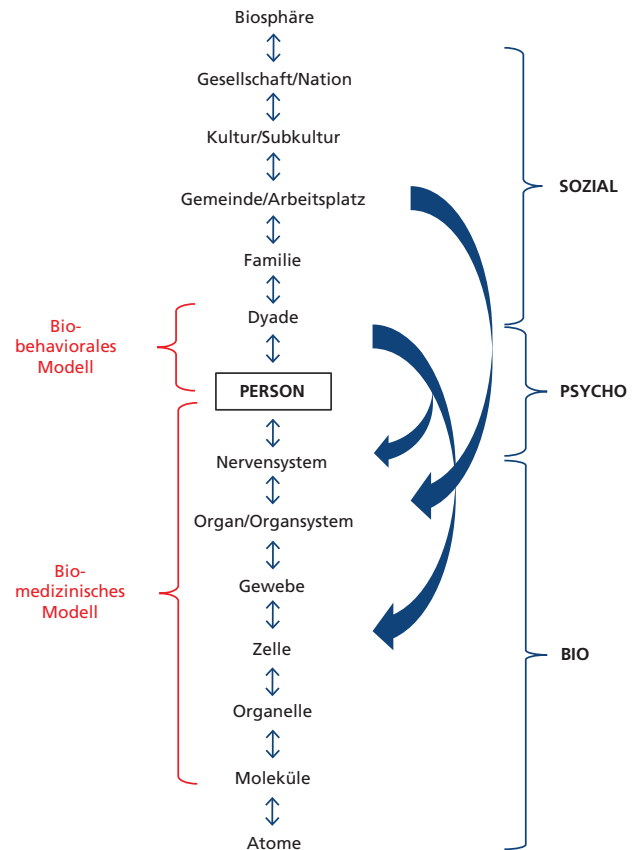 Biosphäre
Gesellschaft/Nation
Kultur/Subkultur
SOZIAL
Gemeinde/Arbeitsplatz
Familie
Dyade
Bio-
behaviorales
Modell
PERSON
PSYCHO
Nervensystem
Organ/Organsystem
Bio-
medizinisches
Modell
Gewebe
Zelle
BIO
Organelle
Moleküle
Atome